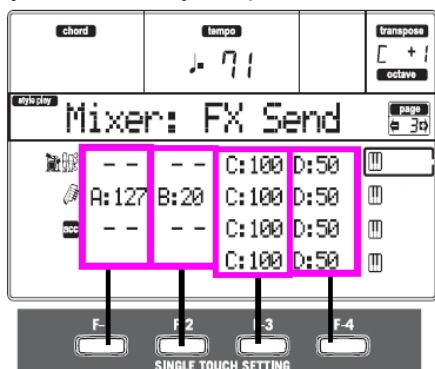 chord tempo transpose
♩= 71 [ +1
octave
style play Mixer: FX Send page
3
- - - - C:100 D:50
A:127 B:20 C:100 D:50
acc - - - - C:100 D:50
C:100 D:50
F- F-2 -3 F-4
SINGLE TOUCH SETTING